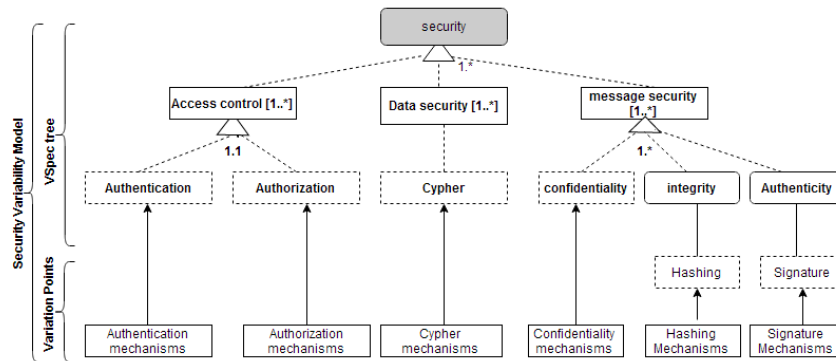 security
1.*
Access control [1..*]
Data security [1..*]
message security
[1..*]
1.1
1.*
Authentication
Authorization
Cypher
confidentiality
integrity
Authenticity
Hashing
Signature
Authentication
mechanisms
Authorization
mechanisms
Cypher
mechanisms
Confidentiality
mechanisms
Hashing
Mechanisms
Signature
Mechanisms
Security Variability Model
VSpec tree
Variation Points